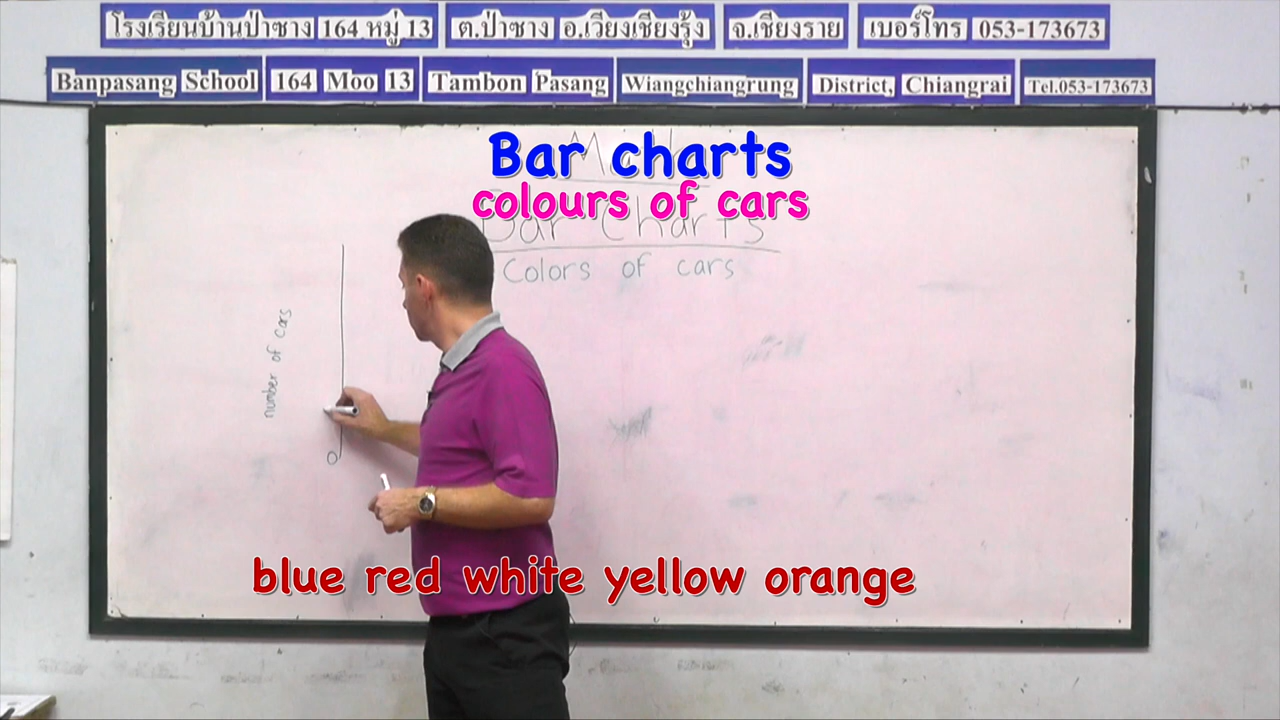 โรงเรียนบ้านป่าซาง 164 หมู่ 13 ต.ป่าซาง อ.เวียงเชียงรุ้ง จ.เชียงราย เบอร์โทร 053-173673
Banpasang School 164 Moo 13 Tambon Pasang Wiangchiangrung District, Chiangrai Tel.053-173673
Bar charts
colours of cars
Bar Charts
Colors of cars
number of cars
0
blue red white yellow orange